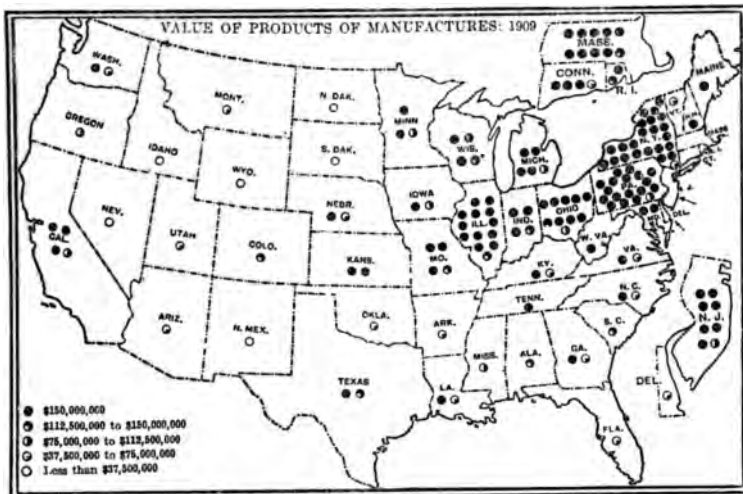 VALUE OF PRODUCTS OF MANUFACTURES: 1909
WASH.
MONT.
N. DAK.
MINN
MASS.
CONN.
R. I.
MAINE
OREGON
IDAHO
WYO.
S. DAK.
WIS.
MICH.
VT.
N.H.
NEV.
UTAH
COLO.
NEBR.
IOWA
ILL.
IND.
OHIO
PA.
CT.
DEL.
CAL.
KANS.
MO.
KY.
W. VA.
VA.
ARIZ.
N. MEX.
OKLA.
ARK.
TENN.
N. C.
S. C.
N. J.
TEXAS
LA.
MISS.
ALA.
GA.
DEL.
FLA.
$150,000,000
$112,500,000 to $150,000,000
$75,000,000 to $112,500,000
$37,500,000 to $75,000,000
Less than $37,500,000